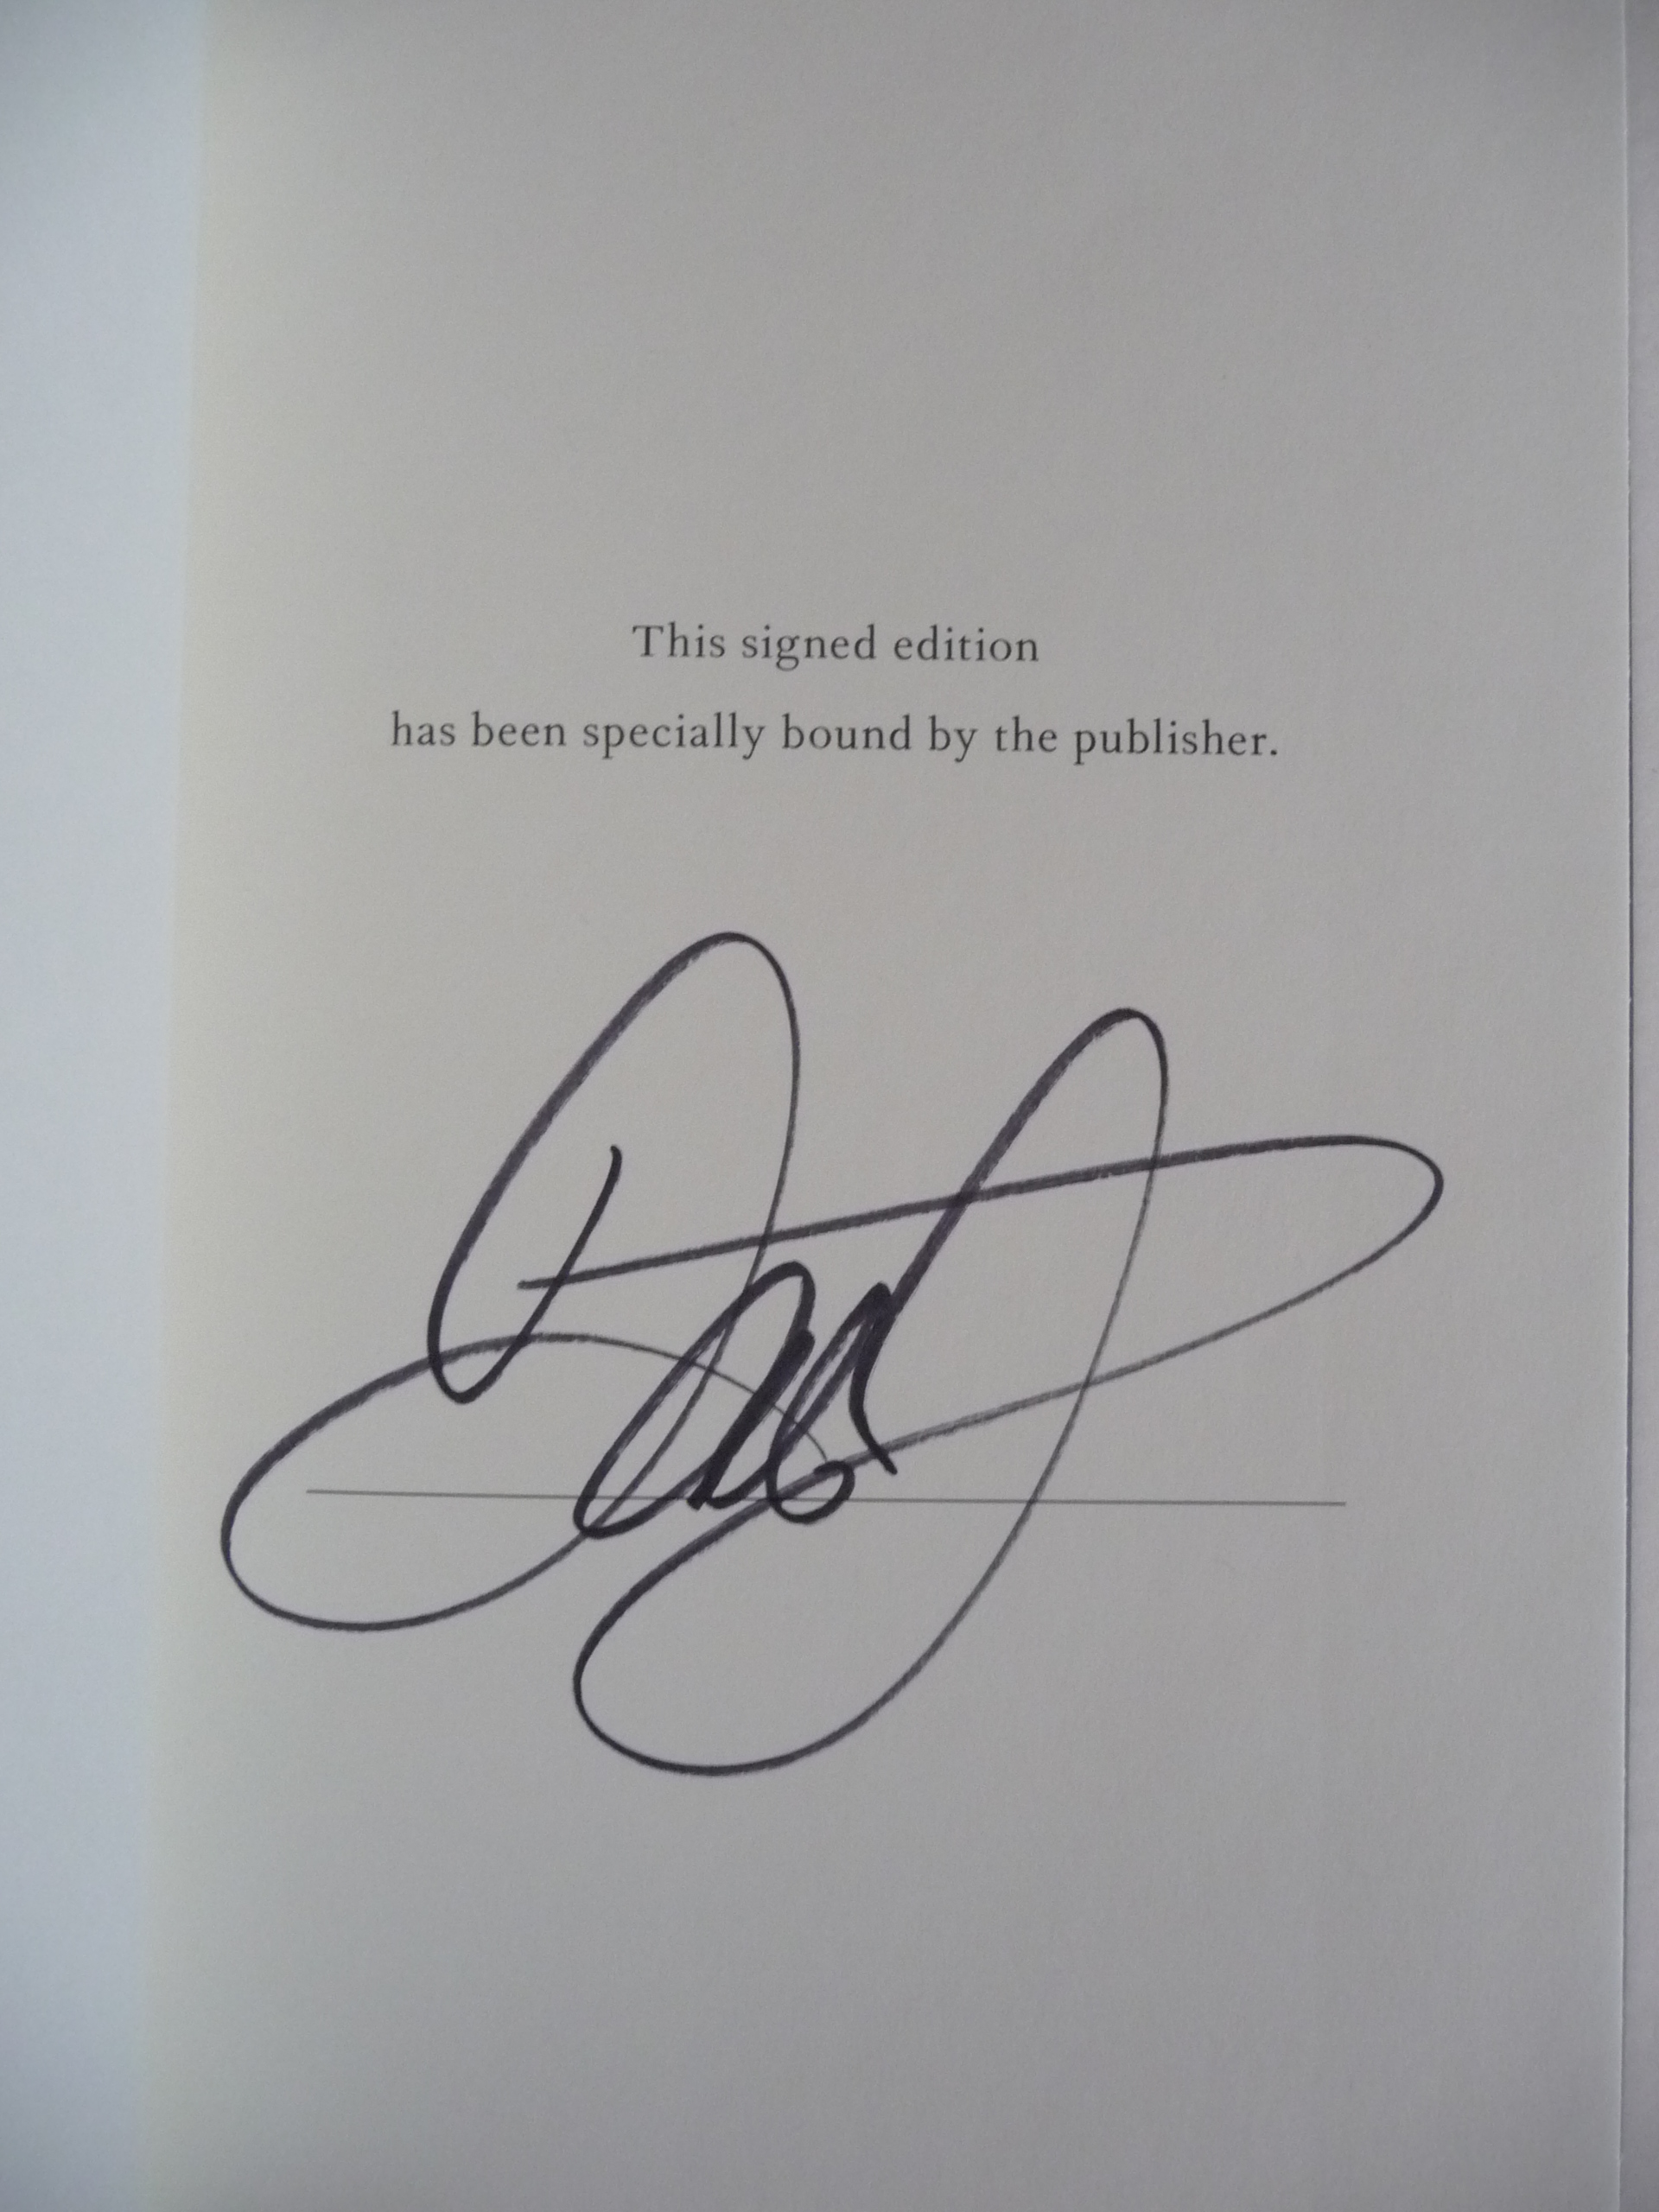 This signed edition
has been specially bound by the publisher.